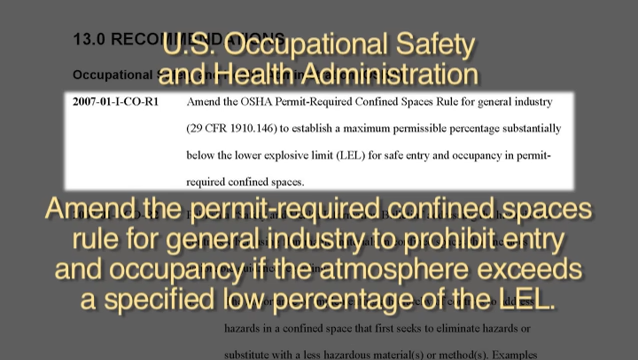 13.0 RECOMMENDATIONS
U.S. Occupational Safety
and Health Administration
2007-01-I-CO-R1 Amend the OSHA Permit-Required Confined Spaces Rule for general industry
(29 CFR 1910.146) to establish a maximum permissible percentage substantially
below the lower explosive limit (LEL) for safe entry and occupancy in permit-
required confined spaces.
Amend the permit-required confined spaces
rule for general industry to prohibit entry
and occupancy if the atmosphere exceeds
a specified low percentage of the LEL.
hazards in a confined space that first seeks to eliminate hazards or
substitute with a less hazardous material(s) or method(s). Examples